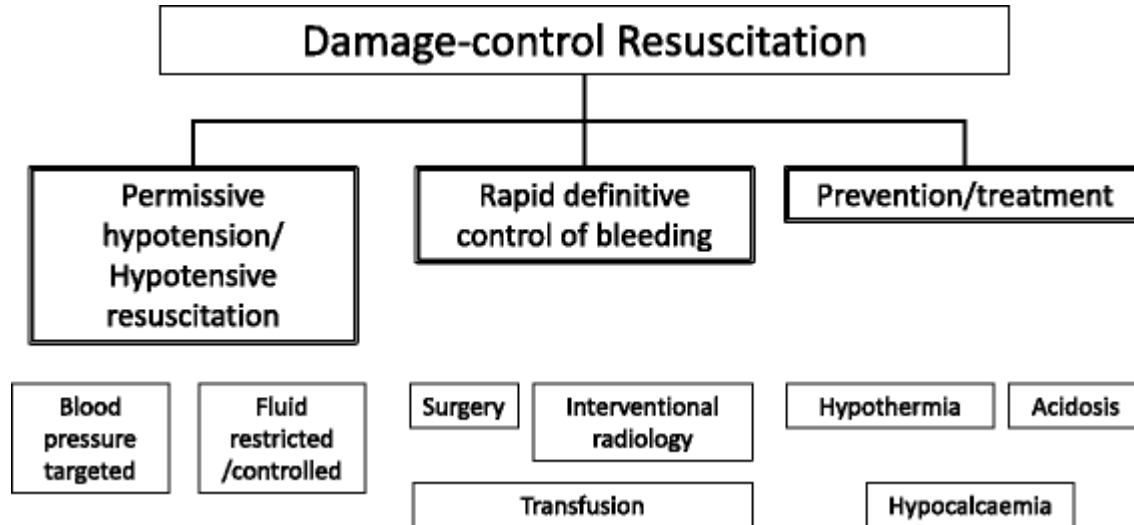 Damage-control Resuscitation
Permissive
hypotension/
Hypotensive
resuscitation
Rapid definitive
control of bleeding
Prevention/treatment
Blood
pressure
targeted
Fluid
restricted
/controlled
Surgery
Interventional
radiology
Transfusion
Hypothermia
Acidosis
Hypocalcaemia